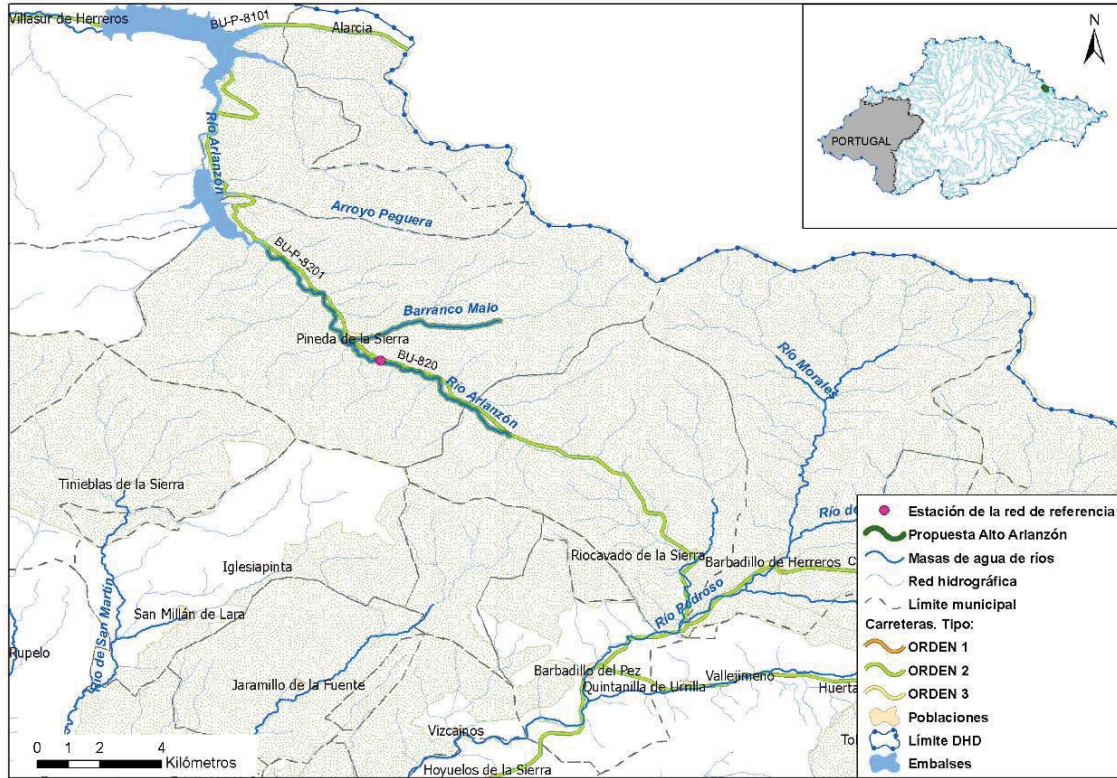 Villasur de Herreros
BU-P-8101
Alarcia
Río Arlanzón
Arroyo Peguera
BU-P-8201
Barranco Malo
Pineda de la Sierra
BU-820
Río Arlanzón
Río Morales
Tinieblas de la Sierra
Iglesiapinta
San Millán de Lara
Río de San Martín
Rupelo
Jaramillo de la Fuente
Riocavado de la Sierra
Barbadillo de Herreros
Río de
Río Pedroso
Barbadillo del Pez
Quintanilla de Urrilla
Vallejimeno
Huerta
Vizcaínos
Hoyuelos de la Sierra
0 1 2 4
Kilómetros
N
PORTUGAL
Estación de la red de referencia
Propuesta Alto Arlanzón
Masas de agua de ríos
Red hidrográfica
Límite municipal
Carreteras. Tipo:
ORDEN 1
ORDEN 2
ORDEN 3
Poblaciones
Límite DHD
Embalses